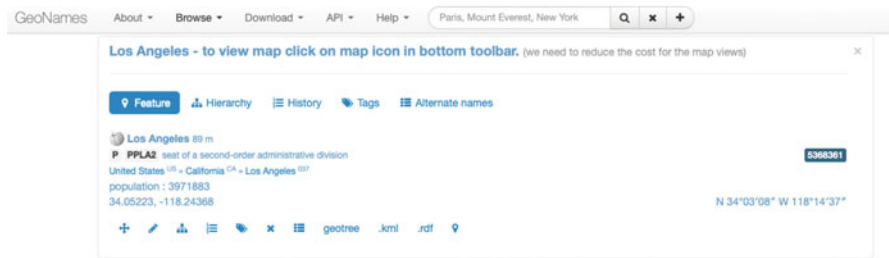 GeoNames About Browse Download API Help Paris, Mount Everest, New York
Los Angeles - to view map click on map icon in bottom toolbar. (we need to reduce the cost for the map views) ×
Feature Hierarchy History Tags Alternate names
Los Angeles 89 m
P PPLA2 seat of a second-order administrative division 5368361
United States US » California CA » Los Angeles 037
population : 3971883
34.05223, -118.24368 N 34°03'08" W 118°14'37"
geotree .kml .rdf